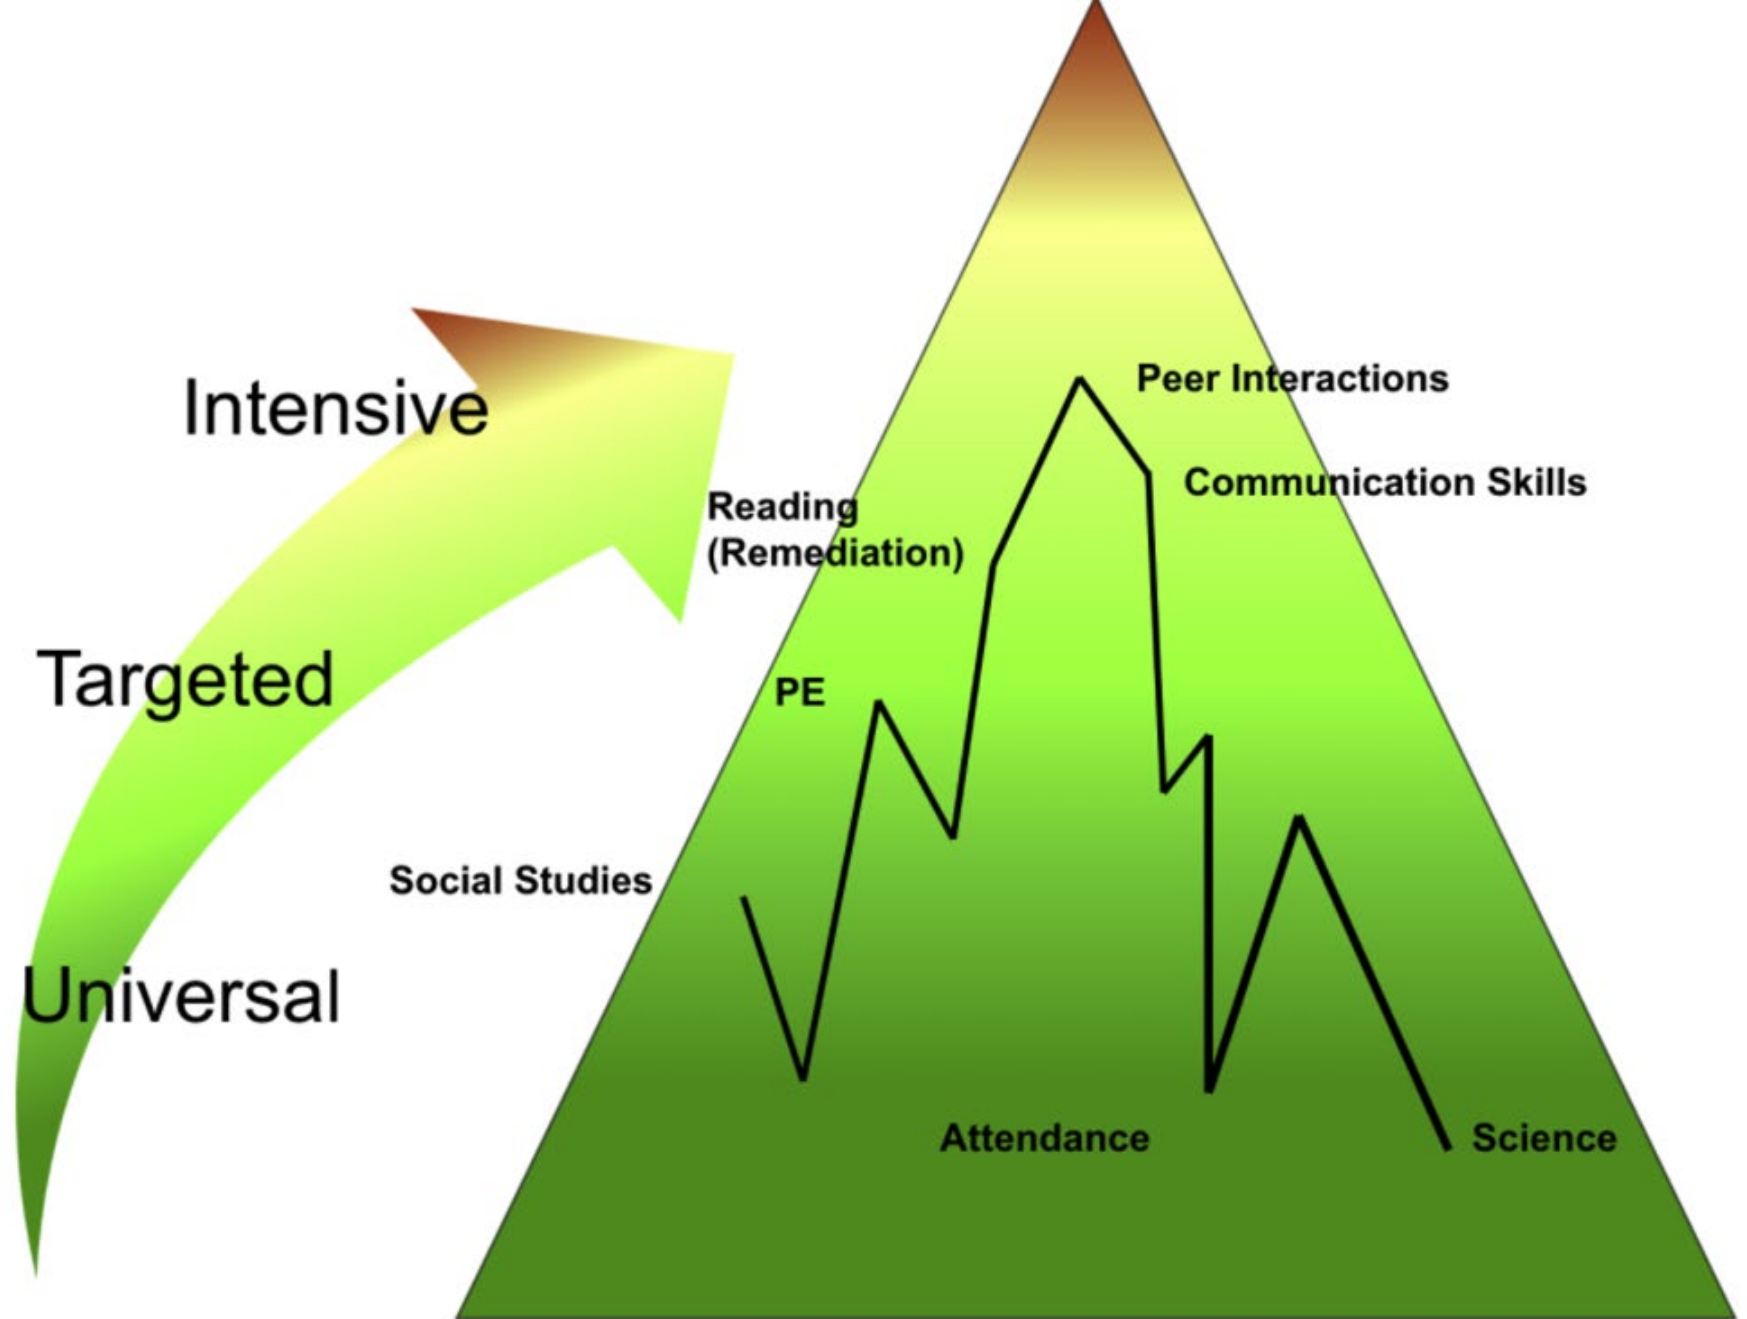 Peer Interactions
Intensive
Communication Skills
Reading
(Remediation)
Targeted
PE
Social Studies
Universal
Attendance
Science